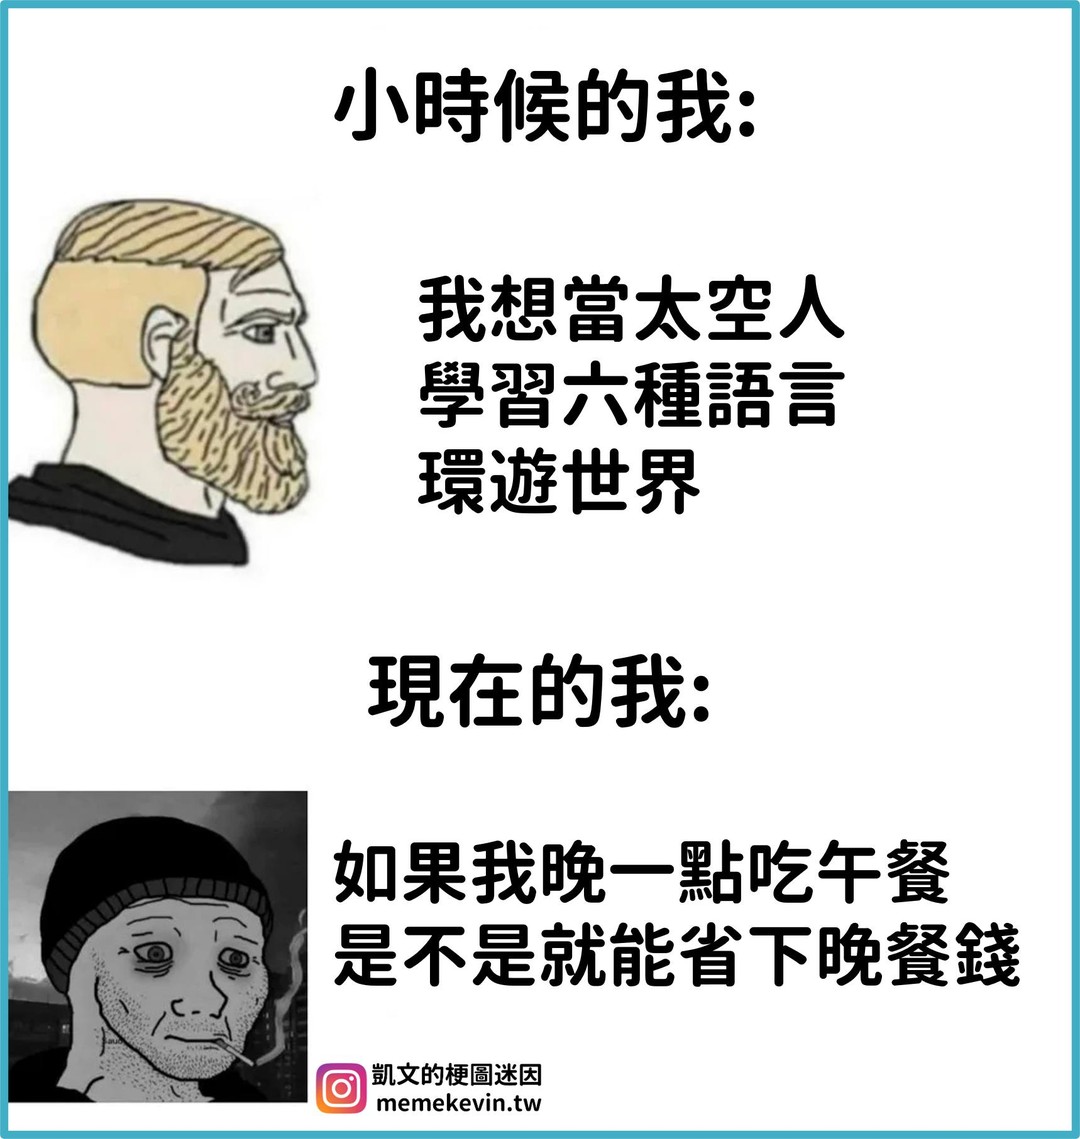 小時候的我:
我想當太空人
學習六種語言
環遊世界
現在的我:
如果我晚一點吃午餐
是不是就能省下晚餐錢
凱文的梗圖迷因
memekevin.tw